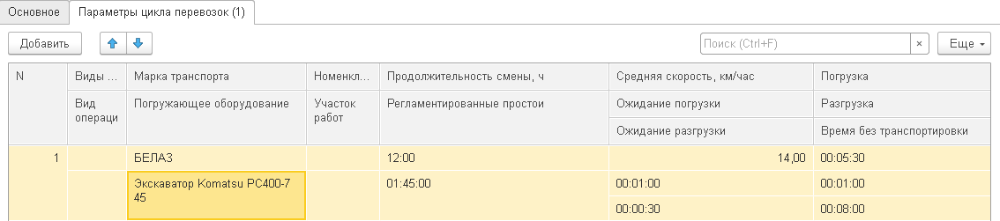 Основное Параметры цикла перевозок (1)
Добавить Поиск (Ctrl+F) × Еще
N Виды ... Марка транспорта Номенкл... Продолжительность смены, ч Средняя скорость, км/час Погрузка
Вид операци Погружающее оборудование Участок работ Регламентированные простои Ожидание погрузки Разгрузка
Ожидание разгрузки Время без транспортировки
1 БЕЛАЗ 12:00 14,00 00:05:30
Экскаватор Komatsu PC400-7 01:45:00 00:01:00 00:01:00
45
00:00:30 00:08:00